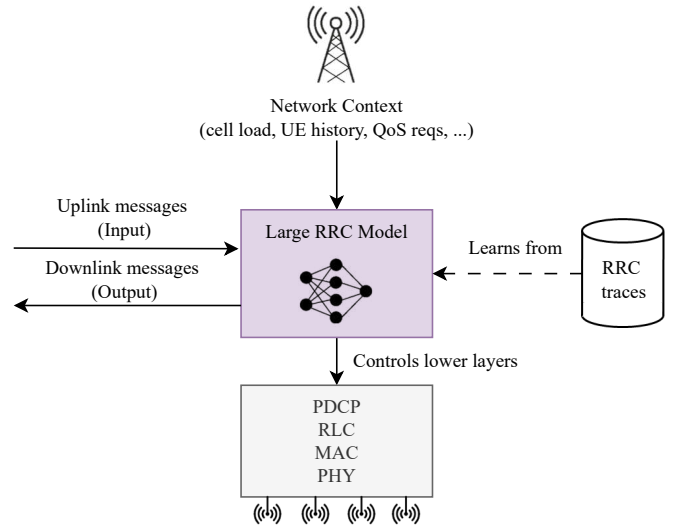 Network Context
(cell load, UE history, QoS reqs, ...)
Uplink messages
(Input)
Large RRC Model
Downlink messages
(Output)
Learns from
RRC
traces
Controls lower layers
PDCP
RLC
MAC
PHY